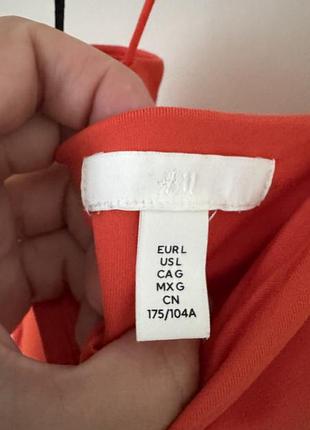 H&M
EUR L
US L
CA G
MX G
CN
175/104A